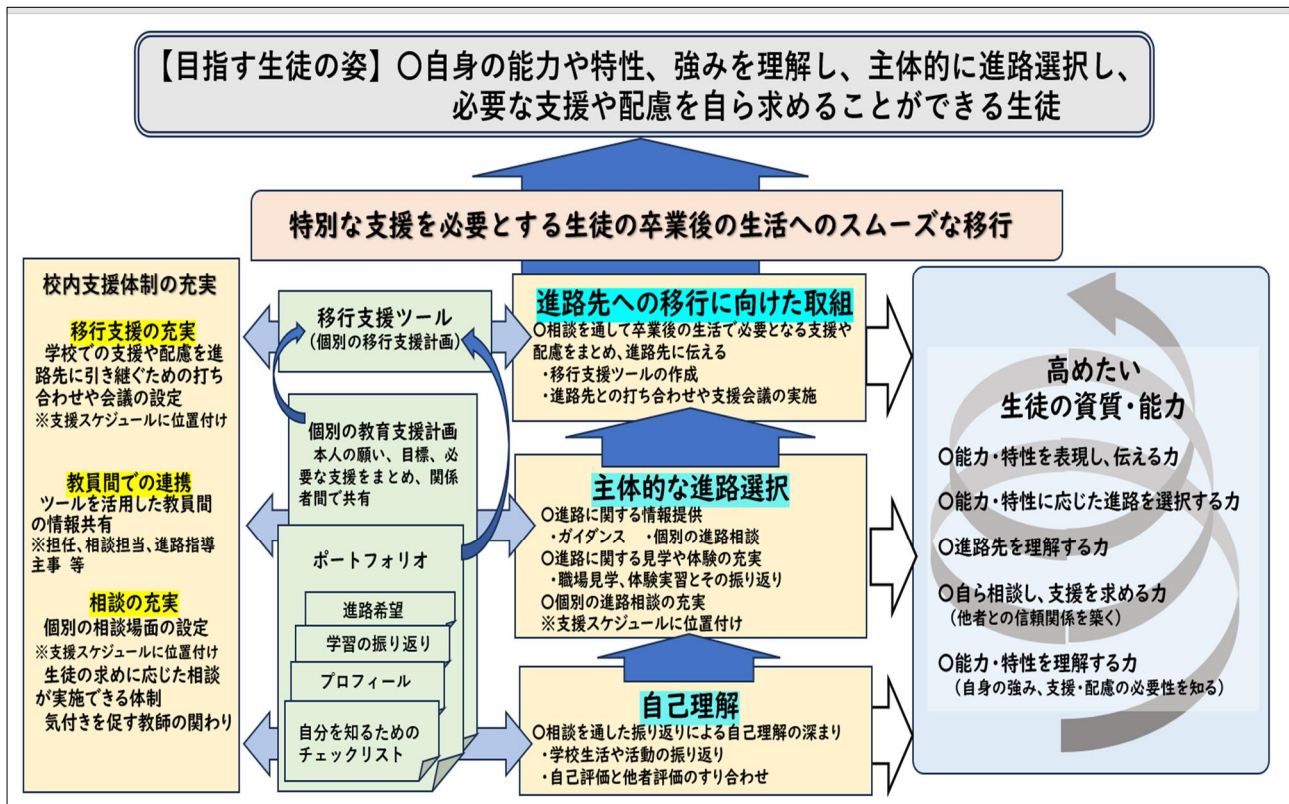 【目指す生徒の姿】〇自身の能力や特性、強みを理解し、主体的に進路選択し、
必要な支援や配慮を自ら求めることができる生徒
特別な支援を必要とする生徒の卒業後の生活へのスムーズな移行
校内支援体制の充実
移行支援の充実
学校での支援や配慮を進
路先に引き継ぐための打ち
合わせや会議の設定
※支援スケジュールに位置付け
教員間での連携
ツールを活用した教員間
の情報共有
※担任、相談担当、進路指導
主事 等
相談の充実
個別の相談場面の設定
※支援スケジュールに位置付け
生徒の求めに応じた相談
が実施できる体制
気付きを促す教師の関わり
移行支援ツール
(個別の移行支援計画)
個別の教育支援計画
本人の願い、目標、必
要な支援をまとめ、関係
者間で共有
ポートフォリオ
進路希望
学習の振り返り
プロフィール
自分を知るための
チェックリスト
進路先への移行に向けた取組
〇相談を通して卒業後の生活で必要となる支援や
配慮をまとめ、進路先に伝える
・移行支援ツールの作成
・進路先との打ち合わせや支援会議の実施
主体的な進路選択
〇進路に関する情報提供
・ガイダンス ・個別の進路相談
〇進路に関する見学や体験の充実
・職場見学、体験実習とその振り返り
〇個別の進路相談の充実
※支援スケジュールに位置付け
自己理解
〇相談を通した振り返りによる自己理解の深まり
・学校生活や活動の振り返り
・自己評価と他者評価のすり合わせ
高めたい
生徒の資質・能力
〇能力・特性を表現し、伝える力
〇能力・特性に応じた進路を選択する力
〇進路先を理解する力
〇自ら相談し、支援を求める力
(他者との信頼関係を築く)
〇能力・特性を理解する力
(自身の強み、支援・配慮の必要性を知る)